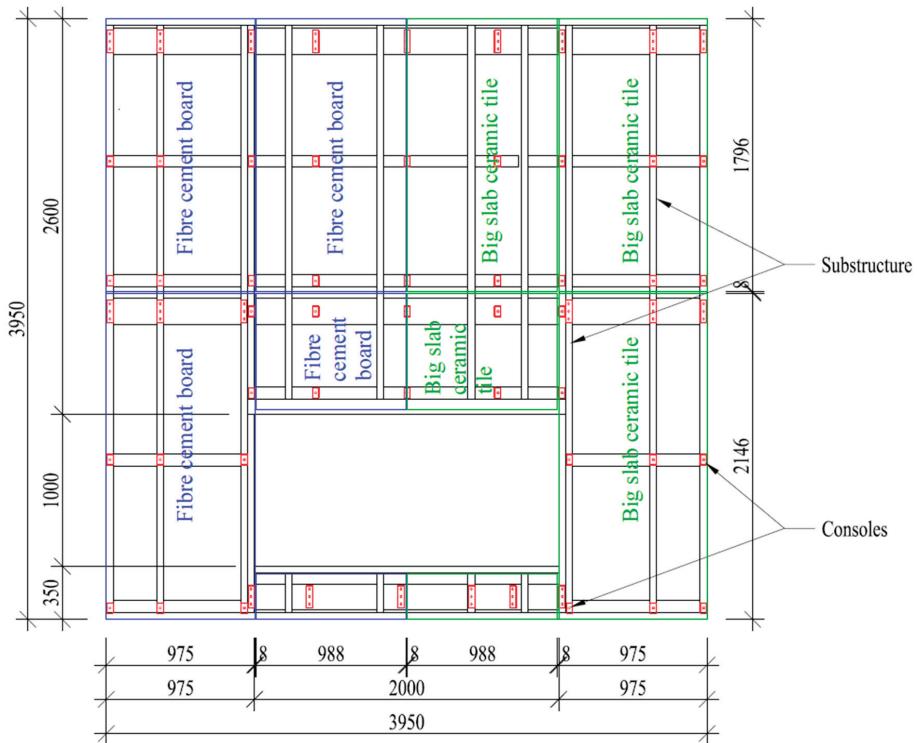 Fibre cement board
Fibre cement board
Big slab ceramic tile
Big slab ceramic tile
1796
2600
Substructure
8
3950
Fibre
cement
board
Big slab
ceramic
tile
Fibre cement board
Big slab ceramic tile
2146
1000
Consoles
350
975
8
988
8
988
8
975
975
2000
975
3950